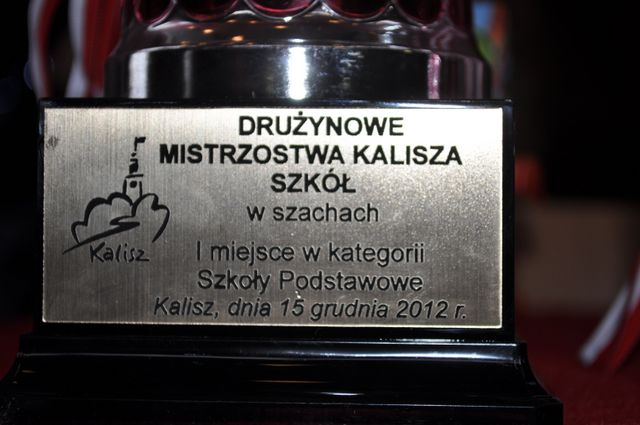 DRUŻYNOWE
MISTRZOSTWA KALISZA
SZKÓŁ
w szachach
I miejsce w kategorii
Szkoły Podstawowe
Kalisz, dnia 15 grudnia 2012 r.
Kalisz